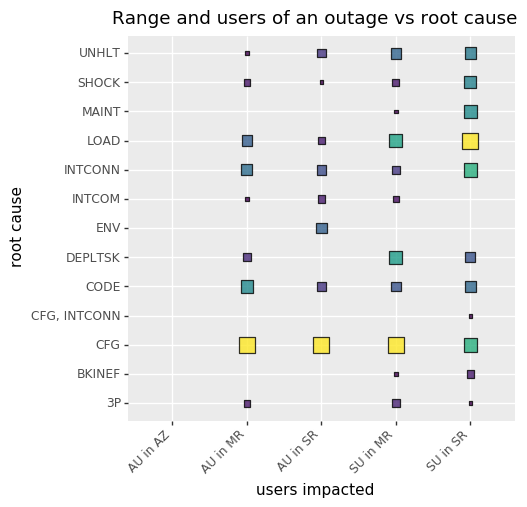 Range and users of an outage vs root cause
root cause
UNHLT
SHOCK
MAINT
LOAD
INTCONN
INTCOM
ENV
DEPLTSK
CODE
CFG, INTCONN
CFG
BKINEF
3P
AU in AZ
AU in MR
AU in SR
SU in MR
SU in SR
users impacted